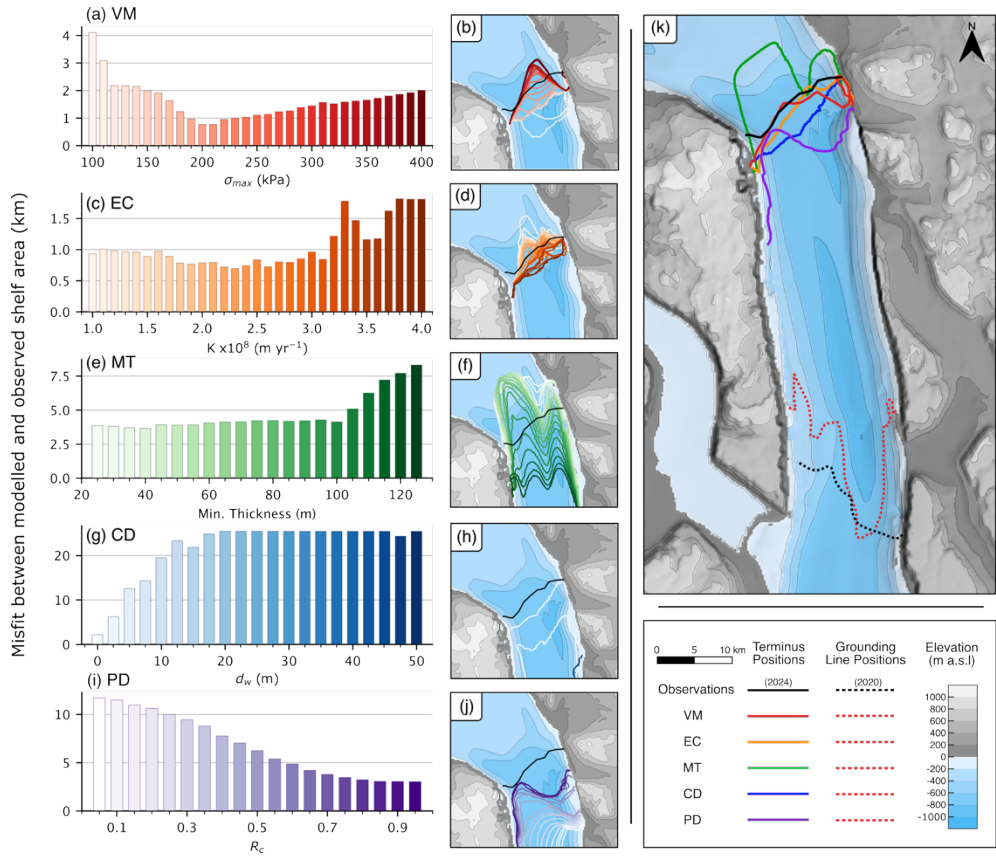 Misfit between modelled and observed shelf area (km)
(a) VM
4
3
2
1
0
100
150
200
250
300
350
400
σmax (kPa)
(b)
(c) EC
1.5
1.0
0.5
0.0
1.0
1.5
2.0
2.5
3.0
3.5
4.0
K x10⁸ (m yr⁻¹)
(d)
(e) MT
7.5
5.0
2.5
0.0
20
40
60
80
100
120
Min. Thickness (m)
(f)
(g) CD
20
10
0
0
10
20
30
40
50
d_w (m)
(h)
(i) PD
10
5
0
0.1
0.3
0.5
0.7
0.9
R_c
(j)
(k)
N
0 5 10 km
Terminus Positions
Grounding Line Positions
Elevation (m a.s.l)
Observations
(2024)
(2020)
VM
EC
MT
CD
PD
1000
800
600
400
200
0
-200
-400
-600
-800
-1000